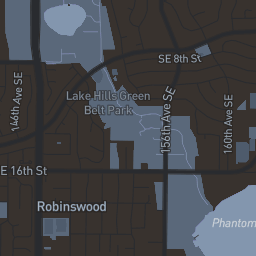 SE 8th St
146th Ave SE
Lake Hills Green
Belt Park
156th Ave SE
160th Ave SE
E 16th St
Robinswood
Phantom